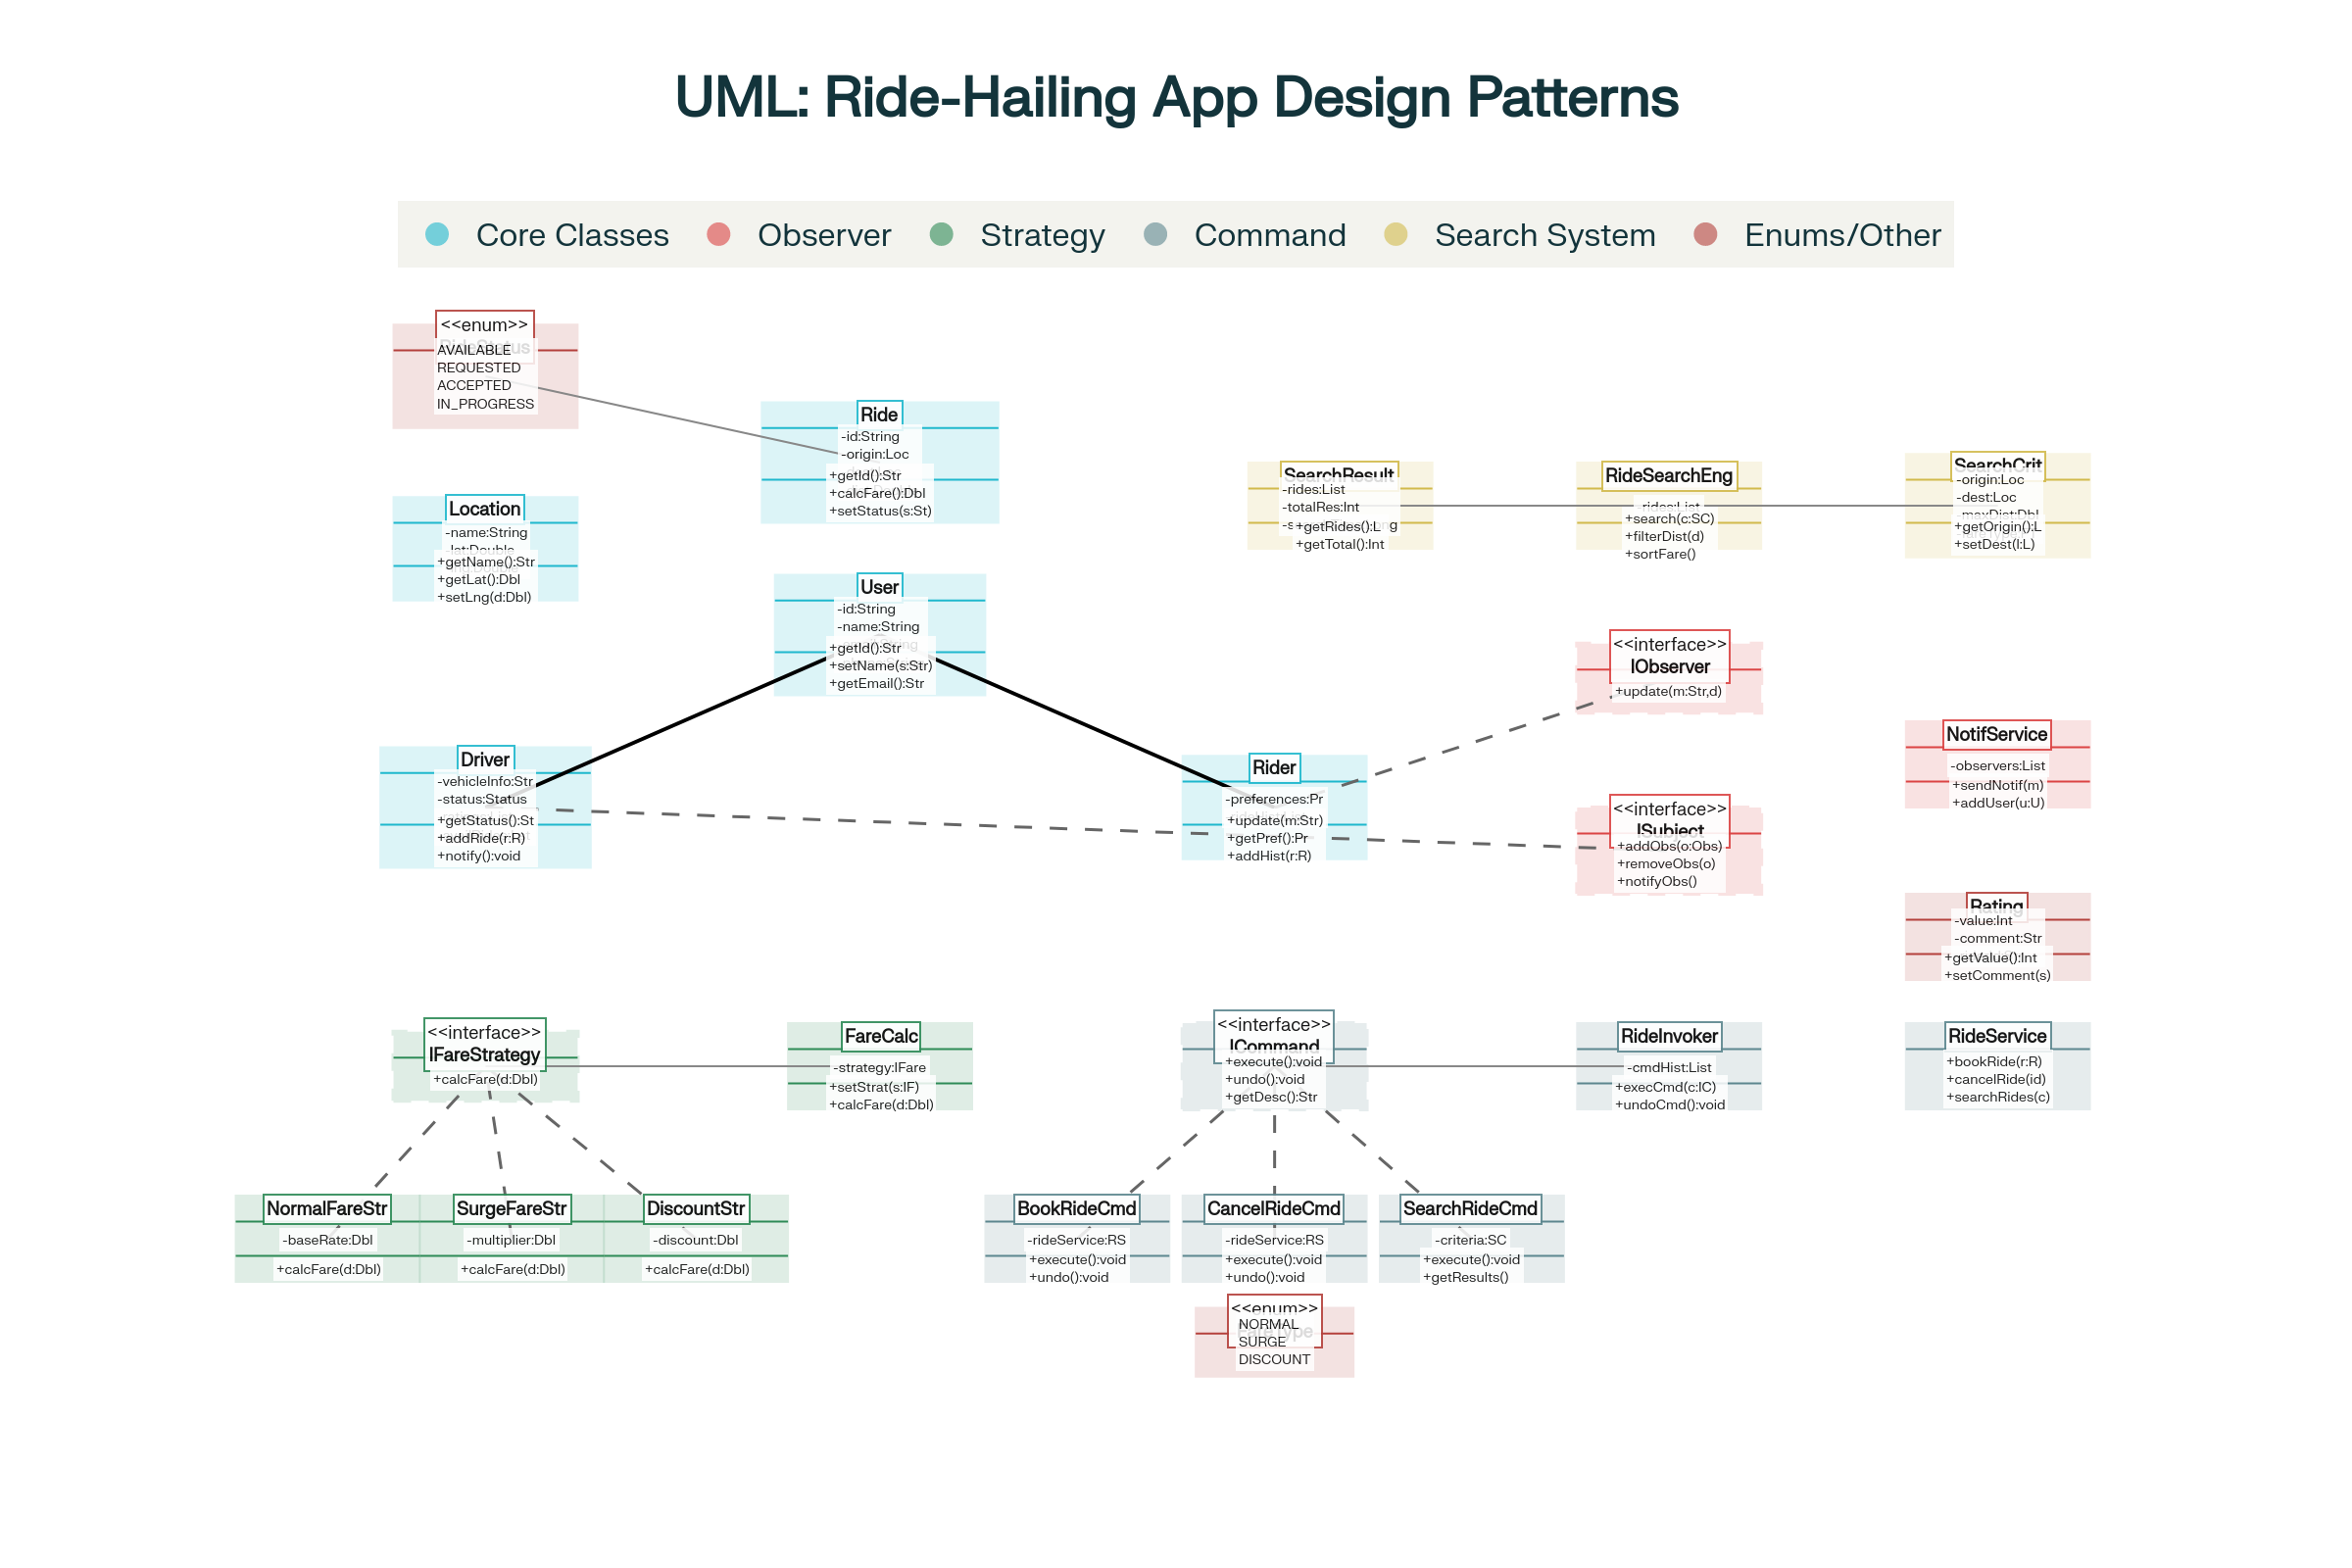 UML: Ride-Hailing App Design Patterns
Core Classes
Observer
Strategy
Command
Search System
Enums/Other
<<enum>>
RideStatus
AVAILABLE
REQUESTED
ACCEPTED
IN_PROGRESS
Ride
-id:String
-origin:Loc
+getId():Str
+calcFare():Dbl
+setStatus(s:St)
SearchResult
-rides:List
-totalRes:Int
+getRides():L
+getTotal():Int
RideSearchEng
-rides:List
+search(c:SC)
+filterDist(d)
+sortFare()
SearchCrit
-origin:Loc
-dest:Loc
-maxDist:Dbl
+getOrigin():L
+setDest(l:L)
Location
-name:String
-lat:Double
+getName():Str
+getLat():Dbl
+setLng(d:Dbl)
User
-id:String
-name:String
+getId():Str
+setName(s:Str)
+getEmail():Str
<<interface>>
IObserver
+update(m:Str,d)
NotifService
-observers:List
+sendNotif(m)
+addUser(u:U)
Driver
-vehicleInfo:Str
-status:Status
+getStatus():St
+addRide(r:R)
+notify():void
Rider
-preferences:Pr
+update(m:Str)
+getPref():Pr
+addHist(r:R)
<<interface>>
ISubject
+addObs(o:Obs)
+removeObs(o)
+notifyObs()
Rating
-value:Int
-comment:Str
+getValue():Int
+setComment(s)
<<interface>>
IFareStrategy
+calcFare(d:Dbl)
FareCalc
-strategy:IFare
+setStrat(s:IF)
+calcFare(d:Dbl)
<<interface>>
ICommand
+execute():void
+undo():void
+getDesc():Str
RideInvoker
-cmdHist:List
+execCmd(c:IC)
+undoCmd():void
RideService
+bookRide(r:R)
+cancelRide(id)
+searchRides(c)
NormalFareStr
-baseRate:Dbl
+calcFare(d:Dbl)
SurgeFareStr
-multiplier:Dbl
+calcFare(d:Dbl)
DiscountStr
-discount:Dbl
+calcFare(d:Dbl)
BookRideCmd
-rideService:RS
+execute():void
+undo():void
CancelRideCmd
-rideService:RS
+execute():void
+undo():void
SearchRideCmd
-criteria:SC
+execute():void
+getResults()
<<enum>>
FareType
NORMAL
SURGE
DISCOUNT